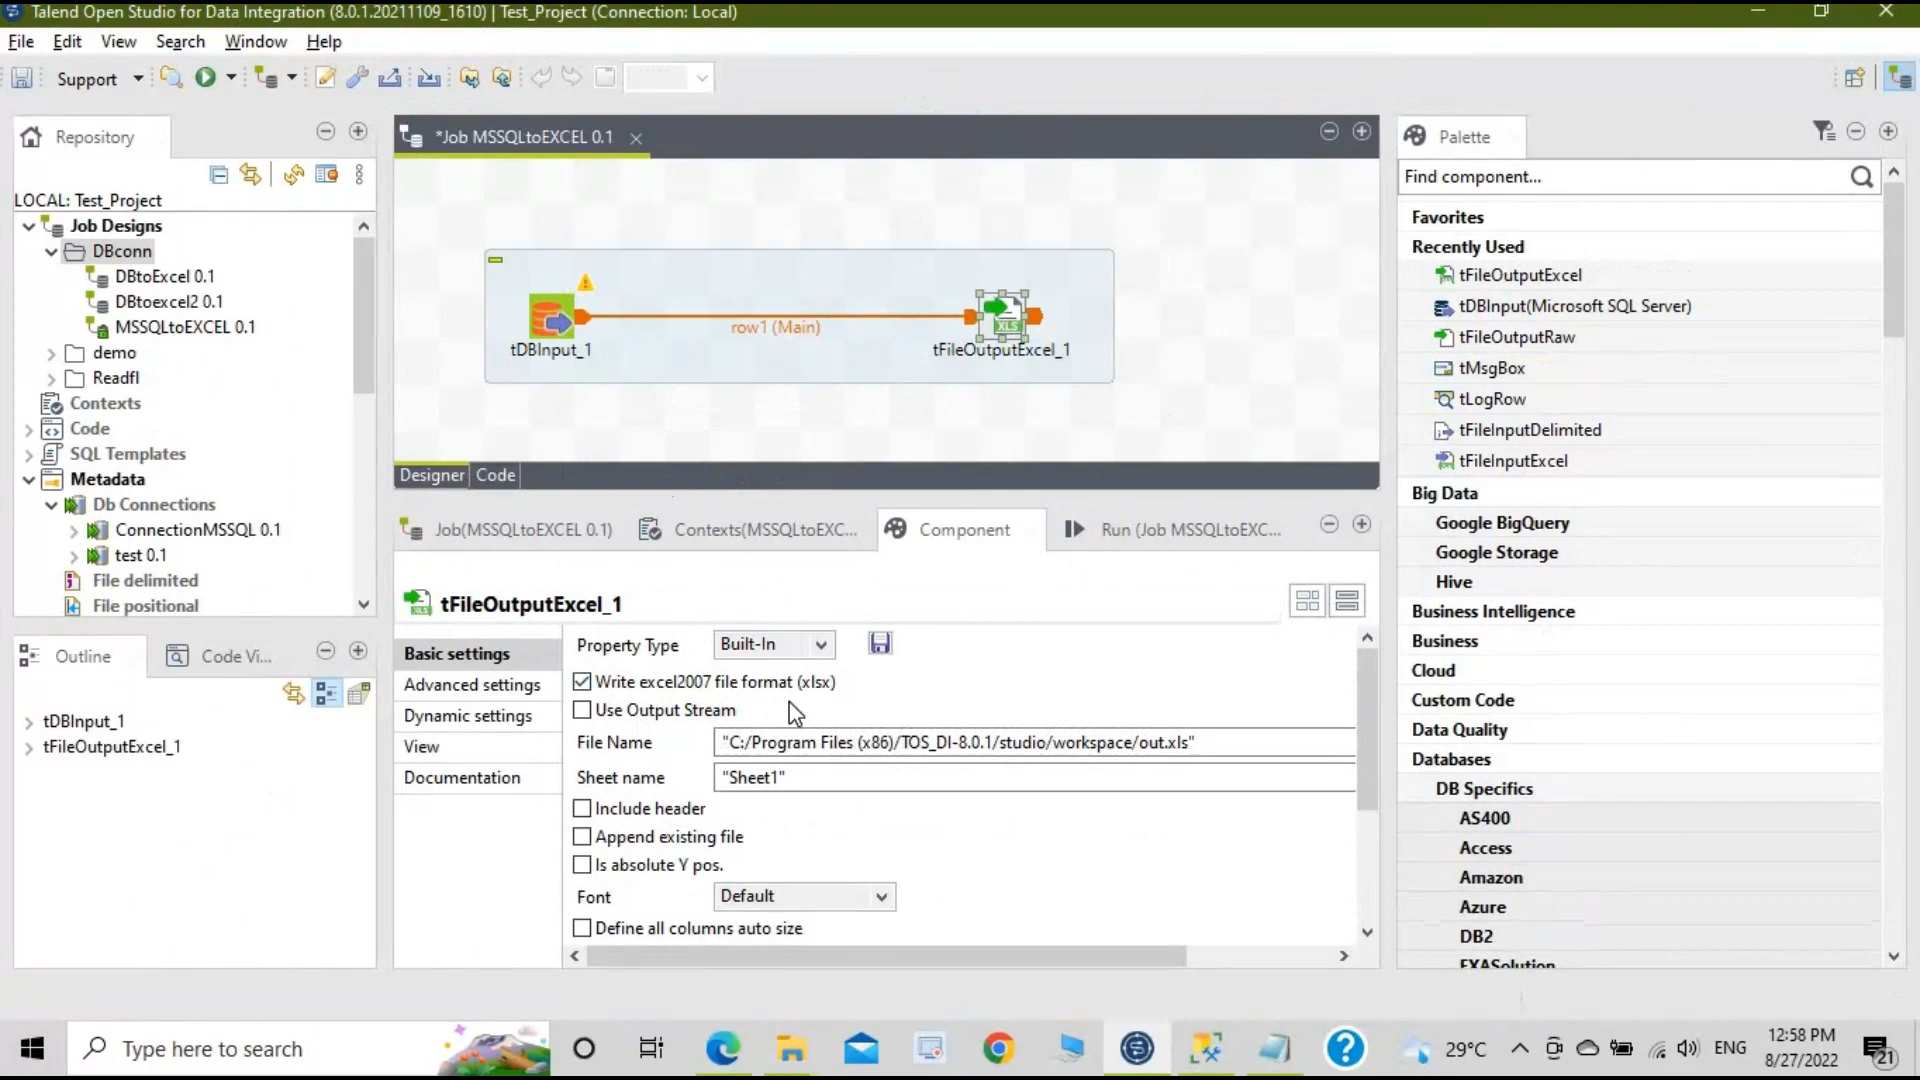 Talend Open Studio for Data Integration (8.0.1.20211109_1610) | Test_Project (Connection: Local)
File Edit View Search Window Help
Support
Repository
LOCAL: Test_Project
Job Designs
DBconn
DBtoExcel 0.1
DBtoexcel2 0.1
MSSQLtoEXCEL 0.1
demo
Readfl
Contexts
Code
SQL Templates
Metadata
Db Connections
ConnectionMSSQL 0.1
test 0.1
File delimited
File positional
Outline
Code Vi...
tDBInput_1
tFileOutputExcel_1
*Job MSSQLtoEXCEL 0.1
row1 (Main)
tDBInput_1
XLS
tFileOutputExcel_1
Designer Code
Job(MSSQLtoEXCEL 0.1)
Contexts(MSSQLtoEXC...
Component
Run (Job MSSQLtoEXC...
XLS
tFileOutputExcel_1
Basic settings
Advanced settings
Dynamic settings
View
Documentation
Property Type Built-In
Write excel2007 file format (xlsx)
Use Output Stream
File Name "C:/Program Files (x86)/TOS_DI-8.0.1/studio/workspace/out.xls"
Sheet name "Sheet1"
Include header
Append existing file
Is absolute Y pos.
Font Default
Define all columns auto size
Palette
Find component...
Favorites
Recently Used
tFileOutputExcel
tDBInput(Microsoft SQL Server)
tFileOutputRaw
tMsgBox
tLogRow
tFileInputDelimited
tFileInputExcel
Big Data
Google BigQuery
Google Storage
Hive
Business Intelligence
Business
Cloud
Custom Code
Data Quality
Databases
DB Specifics
AS400
Access
Amazon
Azure
DB2
EXASolution
Type here to search
29°C
ENG
12:58 PM
8/27/2022
21